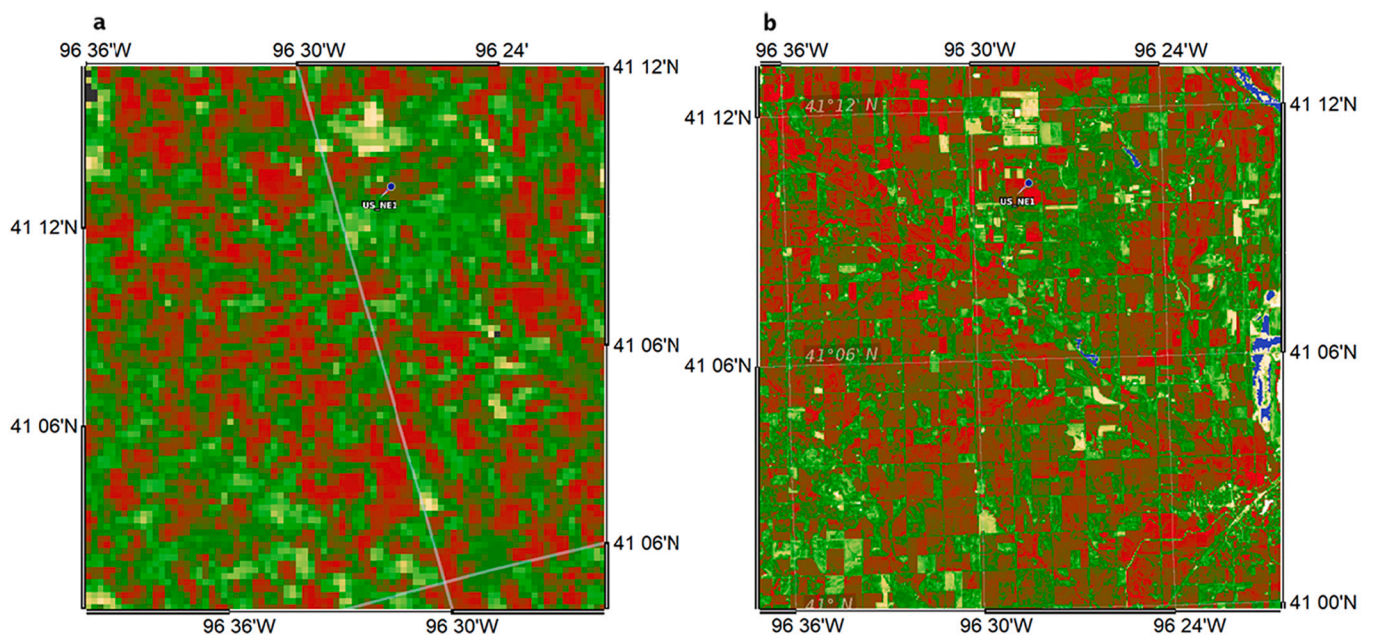 a
b
96 36'W 96 30'W 96 24'
96 36'W 96 30'W 96 24'W
41 12'N
41°12' N
41 12'N
41 12'N
US_NE1
US_NE1
41 12'N
41 06'N
41°06' N
41 06'N
41 06'N
41 06'N
41 06'N
41° N
41 00'N
96 36'W 96 30'W
96 36'W 96 30'W 96 24'W